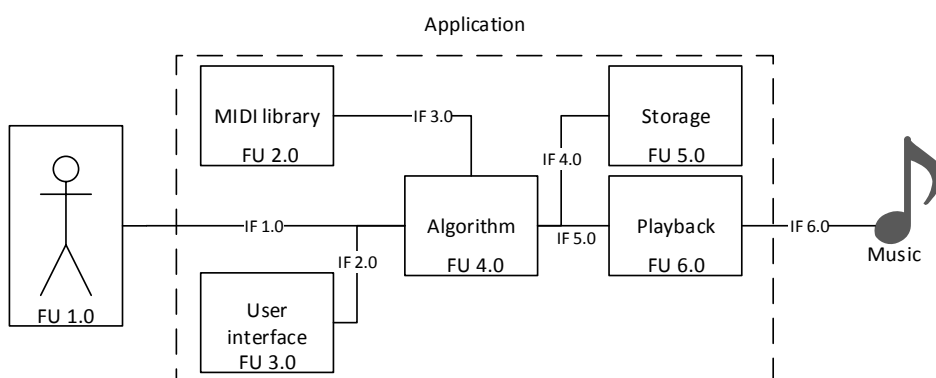 Application
MIDI library
FU 2.0
IF 3.0
Storage
FU 5.0
IF 4.0
FU 1.0
IF 1.0
Algorithm
FU 4.0
IF 5.0
Playback
FU 6.0
IF 6.0
Music
IF 2.0
User
interface
FU 3.0